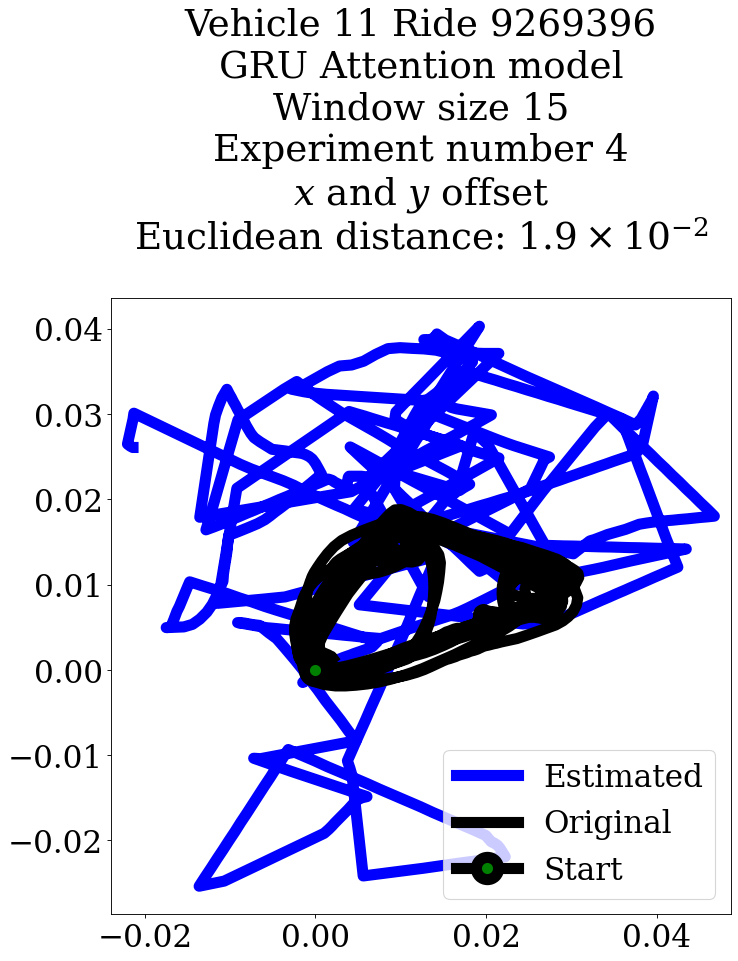 Vehicle 11 Ride 9269396
GRU Attention model
Window size 15
Experiment number 4
x and y offset
Euclidean distance: 1.9 × 10⁻²
0.04
0.03
0.02
0.01
0.00
−0.01
−0.02
Estimated
Original
Start
−0.02 0.00 0.02 0.04